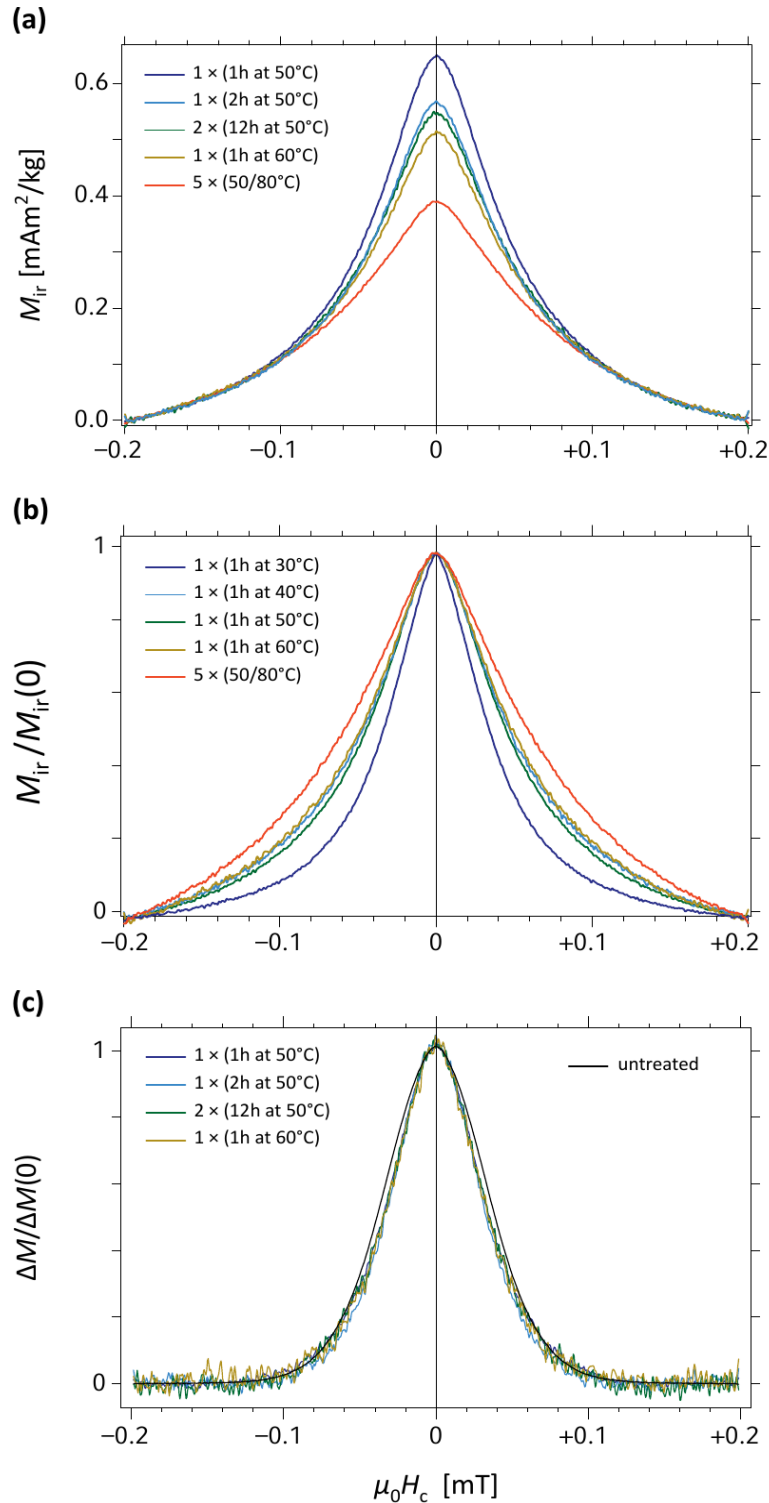 (a)
1 × (1h at 50°C)
1 × (2h at 50°C)
2 × (12h at 50°C)
1 × (1h at 60°C)
5 × (50/80°C)
M_ir [mAm²/kg]
0.6
0.4
0.2
0.0
−0.2
−0.1
0
+0.1
+0.2
(b)
1 × (1h at 30°C)
1 × (1h at 40°C)
1 × (1h at 50°C)
1 × (1h at 60°C)
5 × (50/80°C)
M_ir /M_ir(0)
1
0
−0.2
−0.1
0
+0.1
+0.2
(c)
1 × (1h at 50°C)
1 × (2h at 50°C)
2 × (12h at 50°C)
1 × (1h at 60°C)
untreated
ΔM/ΔM(0)
1
0
−0.2
−0.1
0
+0.1
+0.2
μ₀H_c [mT]